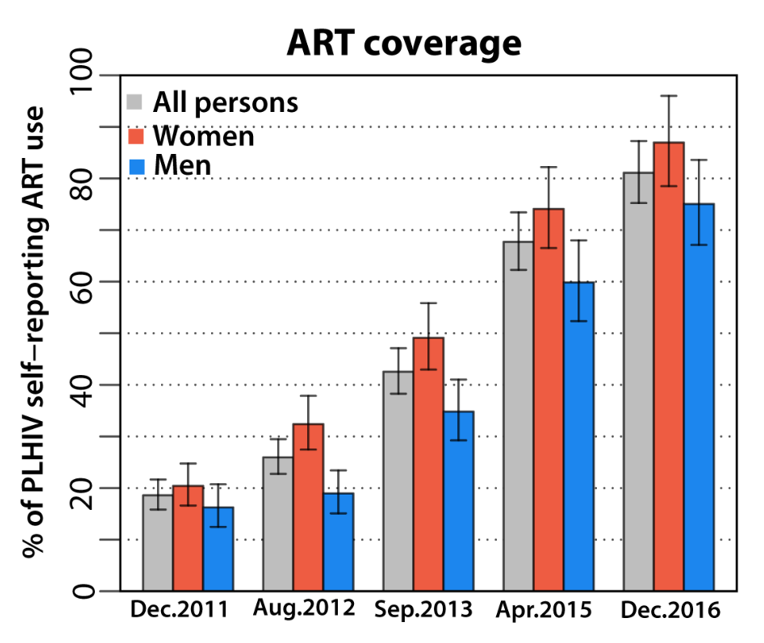 ART coverage
% of PLHIV self–reporting ART use
100
80
60
40
20
0
All persons
Women
Men
Dec.2011 Aug.2012 Sep.2013 Apr.2015 Dec.2016